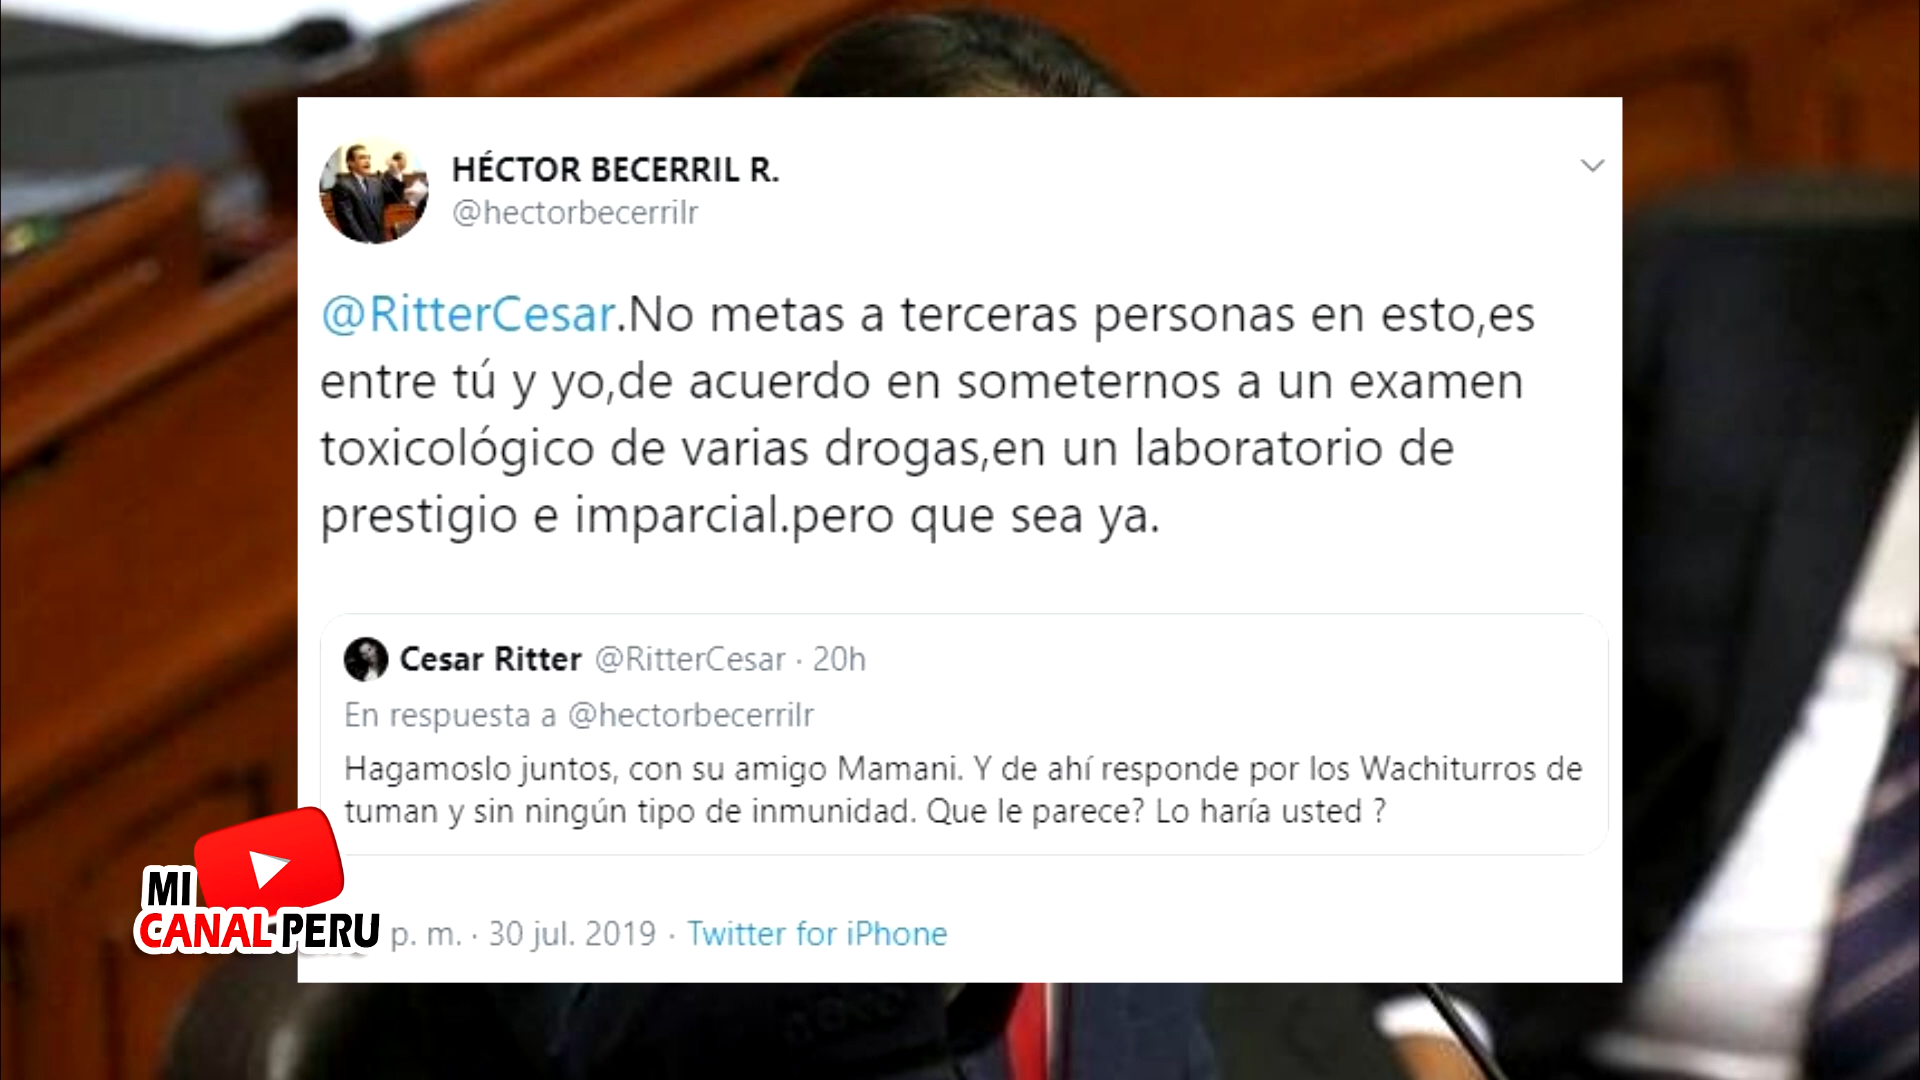 HÉCTOR BECERRIL R.
@hectorbecerrilr
@RitterCesar.No metas a terceras personas en esto,es
entre tú y yo,de acuerdo en someternos a un examen
toxicológico de varias drogas,en un laboratorio de
prestigio e imparcial.pero que sea ya.
Cesar Ritter @RitterCesar · 20h
En respuesta a @hectorbecerrilr
Hagamoslo juntos, con su amigo Mamani. Y de ahí responde por los Wachiturros de
tuman y sin ningún tipo de inmunidad. Que le parece? Lo haría usted ?
p. m. · 30 jul. 2019 · Twitter for iPhone
MI
CANAL PERU